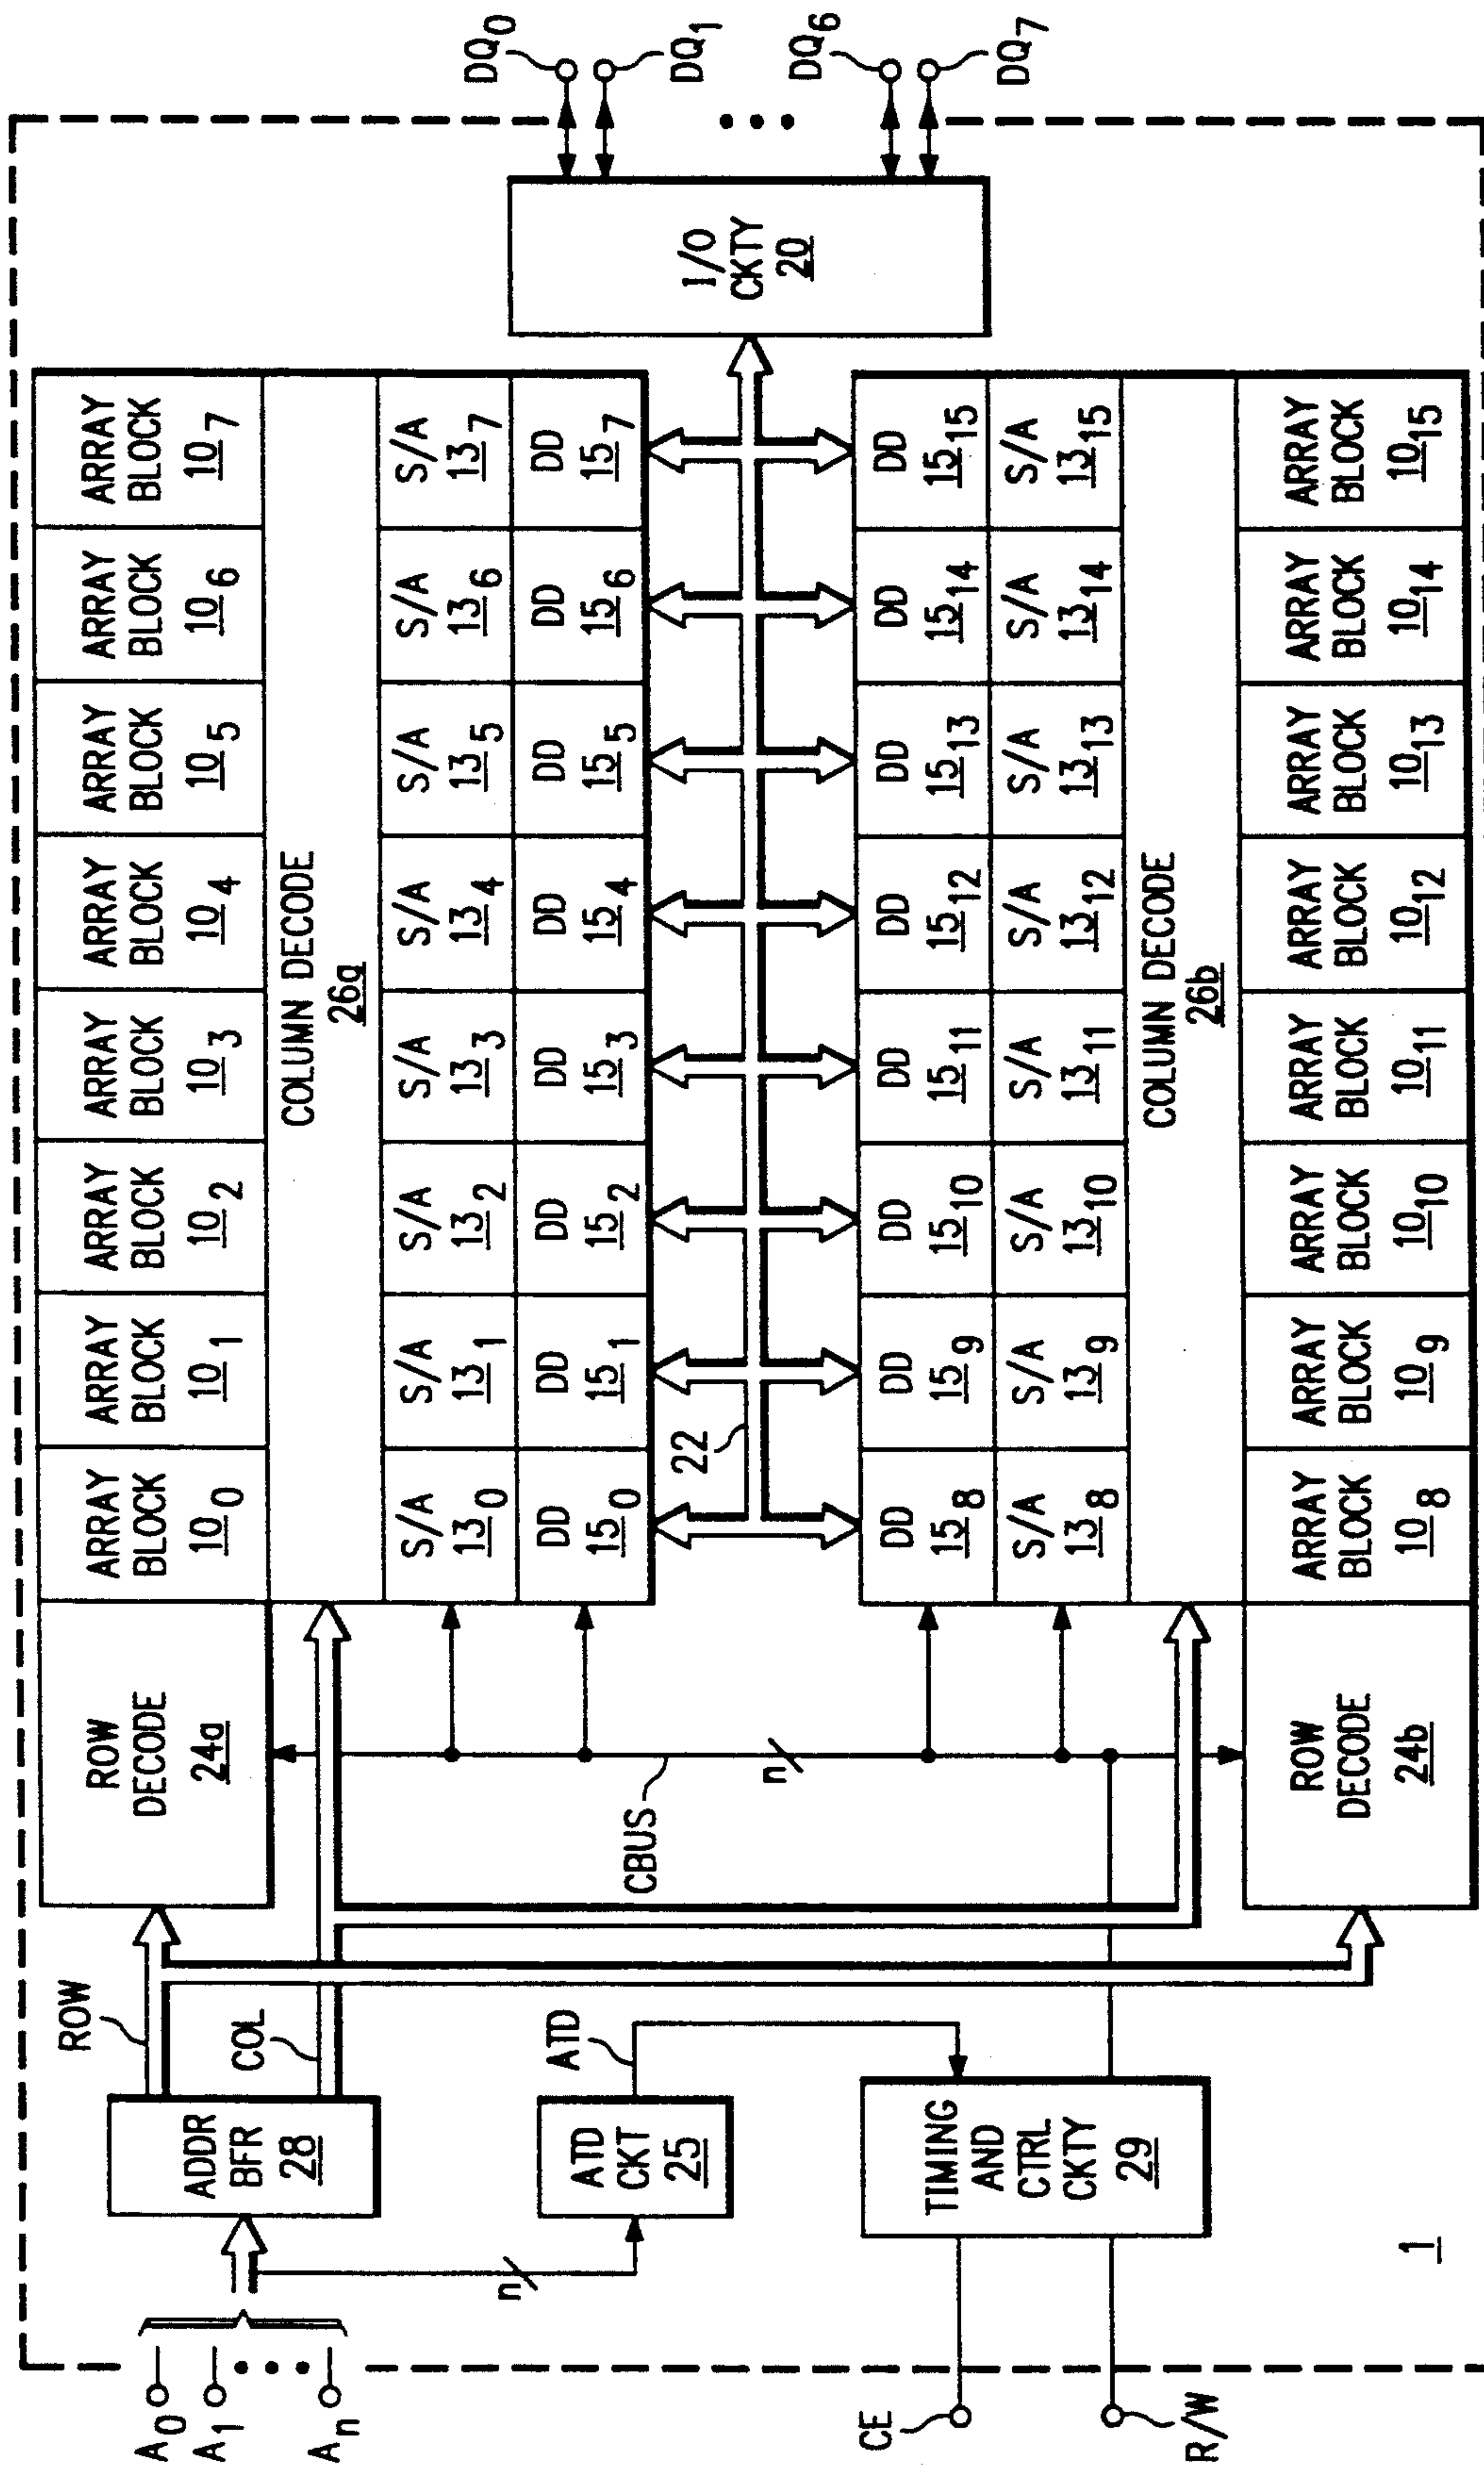 A0
A1
An
CE
R/W
ADDR
BFR
28
ROW
COL
n
ATD
CKT
25
ATD
TIMING
AND
CTRL
CKTY
29
1
ROW
DECODE
24a
ROW
DECODE
24b
CBUS
n
ARRAY
BLOCK
10 0
ARRAY
BLOCK
10 1
ARRAY
BLOCK
10 2
ARRAY
BLOCK
10 3
ARRAY
BLOCK
10 4
ARRAY
BLOCK
10 5
ARRAY
BLOCK
10 6
ARRAY
BLOCK
10 7
COLUMN DECODE
26a
S/A
13 0
S/A
13 1
S/A
13 2
S/A
13 3
S/A
13 4
S/A
13 5
S/A
13 6
S/A
13 7
DD
15 0
DD
15 1
DD
15 2
DD
15 3
DD
15 4
DD
15 5
DD
15 6
DD
15 7
22
DD
15 8
DD
15 9
DD
15 10
DD
15 11
DD
15 12
DD
15 13
DD
15 14
DD
15 15
S/A
13 8
S/A
13 9
S/A
13 10
S/A
13 11
S/A
13 12
S/A
13 13
S/A
13 14
S/A
13 15
COLUMN DECODE
26b
ARRAY
BLOCK
10 8
ARRAY
BLOCK
10 9
ARRAY
BLOCK
10 10
ARRAY
BLOCK
10 11
ARRAY
BLOCK
10 12
ARRAY
BLOCK
10 13
ARRAY
BLOCK
10 14
ARRAY
BLOCK
10 15
I/O
CKTY
20
DQ0
DQ1
DQ6
DQ7